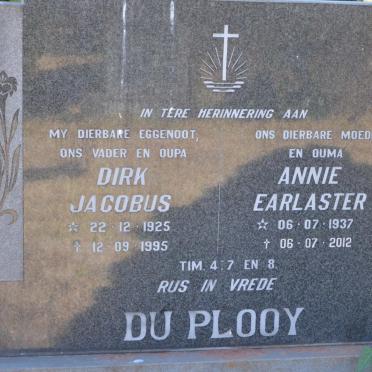 IN TERE HERINNERING AAN
MY DIERBARE EGGENOOT,
ONS VADER EN OUPA
DIRK
JACOBUS
☆ 22·12·1925
† 12·09·1995
ONS DIERBARE MOED
EN OUMA
ANNIE
EARLASTER
☆ 06·07·1937
† 06·07·2012
TIM. 4:7 EN 8.
RUS IN VREDE
DU PLOOY